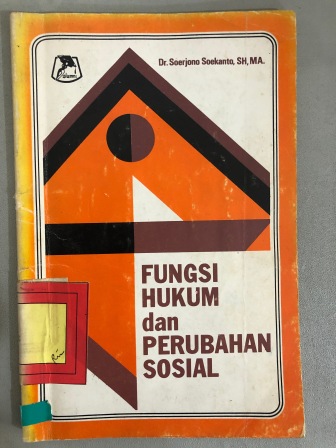 Dr. Soerjono Soekanto, SH, MA.
FUNGSI
HUKUM
dan
PERUBAHAN
SOSIAL